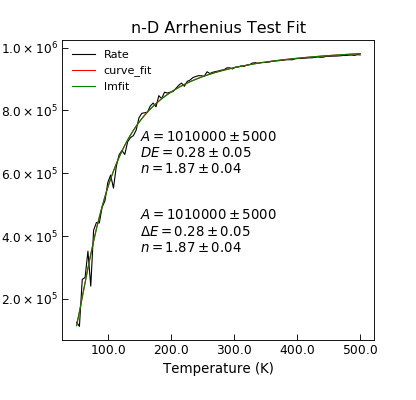 n-D Arrhenius Test Fit
1.0 × 10⁶
8.0 × 10⁵
6.0 × 10⁵
4.0 × 10⁵
2.0 × 10⁵
Rate
curve_fit
lmfit
A = 1010000 ± 5000
DE = 0.28 ± 0.05
n = 1.87 ± 0.04
A = 1010000 ± 5000
ΔE = 0.28 ± 0.05
n = 1.87 ± 0.04
100.0 200.0 300.0 400.0 500.0
Temperature (K)